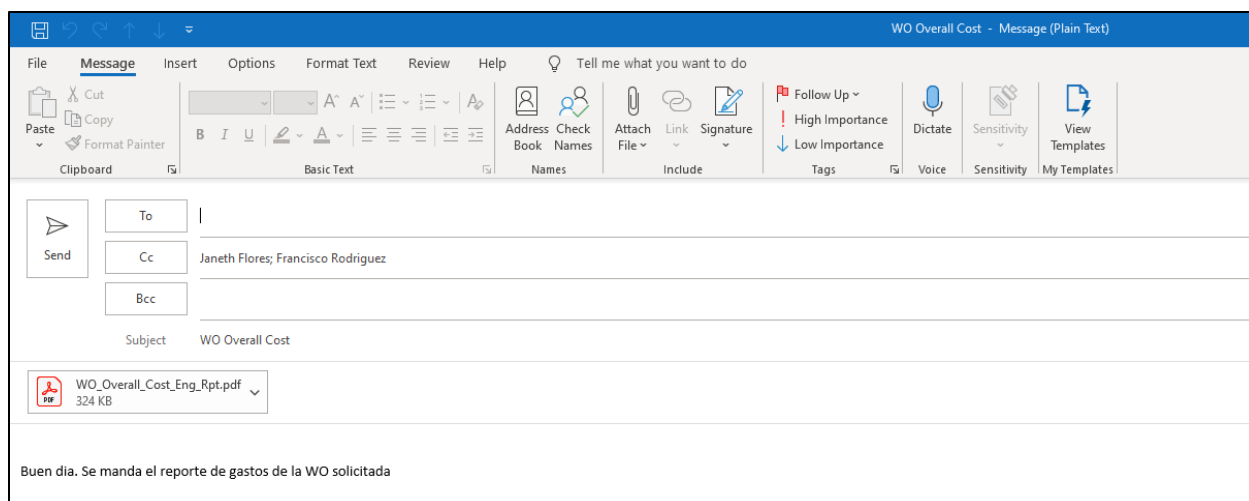 WO Overall Cost - Message (Plain Text)
File Message Insert Options Format Text Review Help Tell me what you want to do
Cut
Copy
Paste
Format Painter
B I U
A A A
A
Address Book
Check Names
Attach File
Link
Signature
Follow Up
High Importance
Low Importance
Dictate
Sensitivity
View Templates
Clipboard Basic Text Names Include Tags Voice Sensitivity My Templates
To
Send
Cc Janeth Flores; Francisco Rodriguez
Bcc
Subject WO Overall Cost
PDF
WO_Overall_Cost_Eng_Rpt.pdf
324 KB
Buen dia. Se manda el reporte de gastos de la WO solicitada